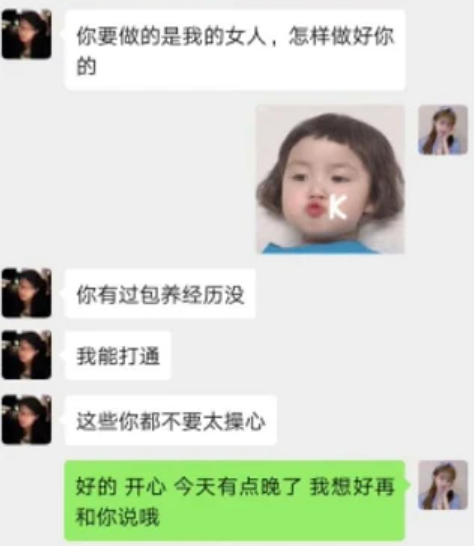 你要做的是我的女人，怎样做好你
的
K
你有过包养经历没
我能打通
这些你都不要太操心
好的 开心 今天有点晚了 我想好再
和你说哦